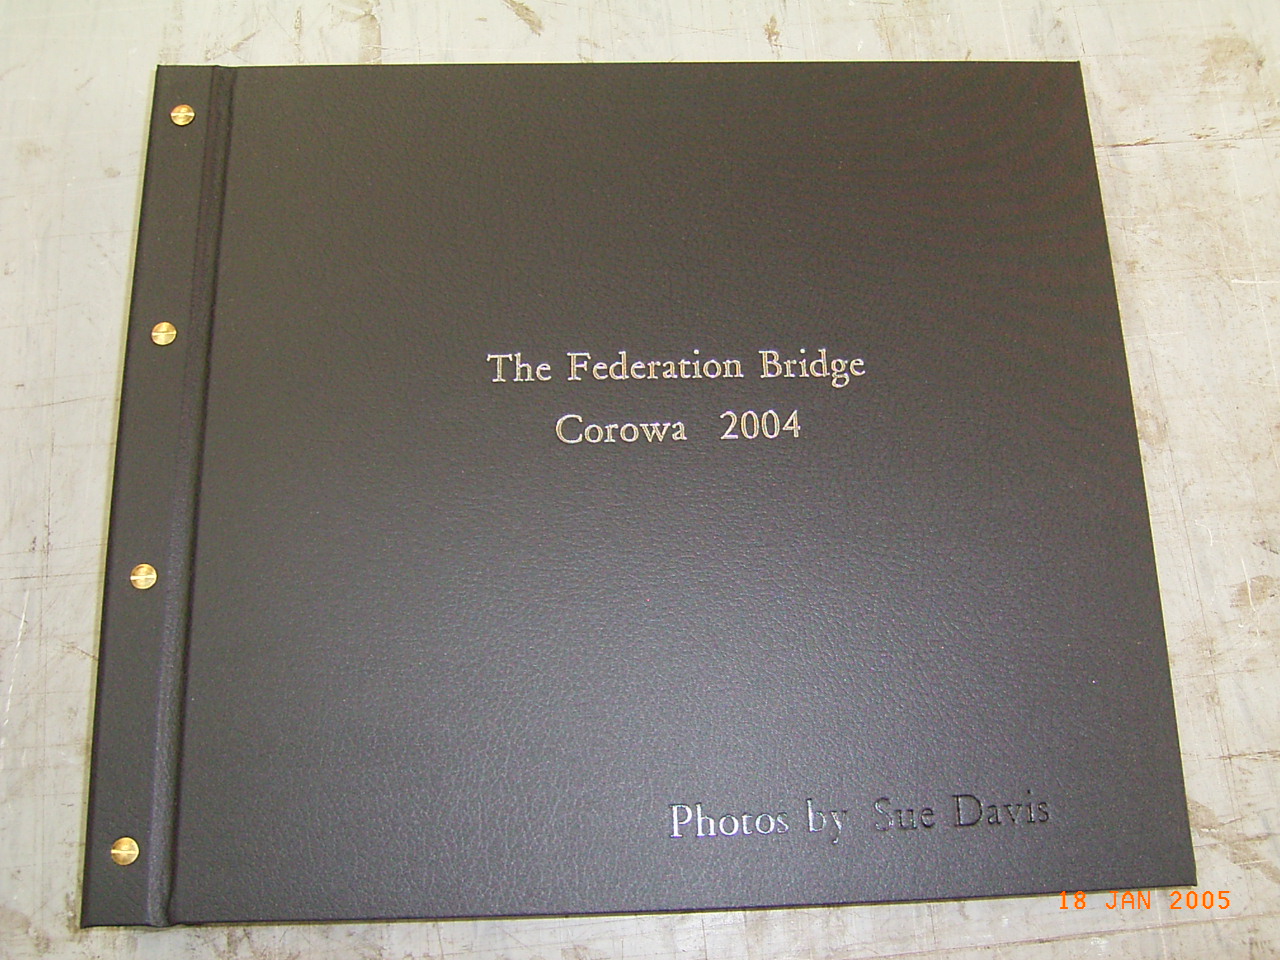 The Federation Bridge
Corowa 2004
Photos by Sue Davis
18 JAN 2005